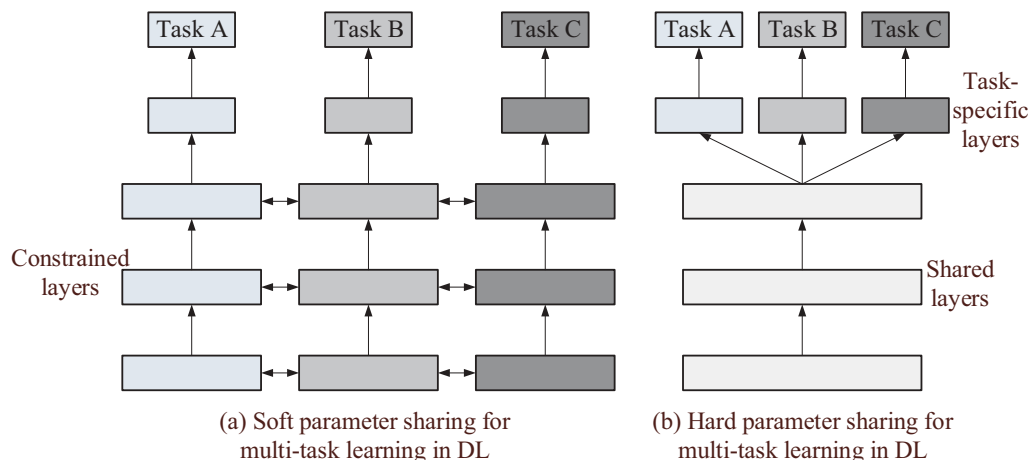 Task A
Task B
Task C
Constrained
layers
(a) Soft parameter sharing for
multi-task learning in DL
Task A
Task B
Task C
Task-
specific
layers
Shared
layers
(b) Hard parameter sharing for
multi-task learning in DL